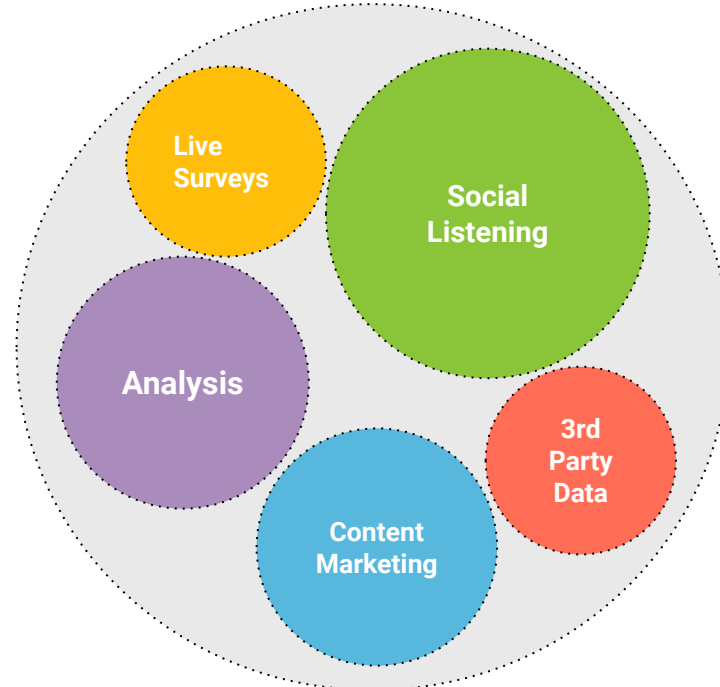 Live
Surveys
Social
Listening
Analysis
3rd
Party
Data
Content
Marketing